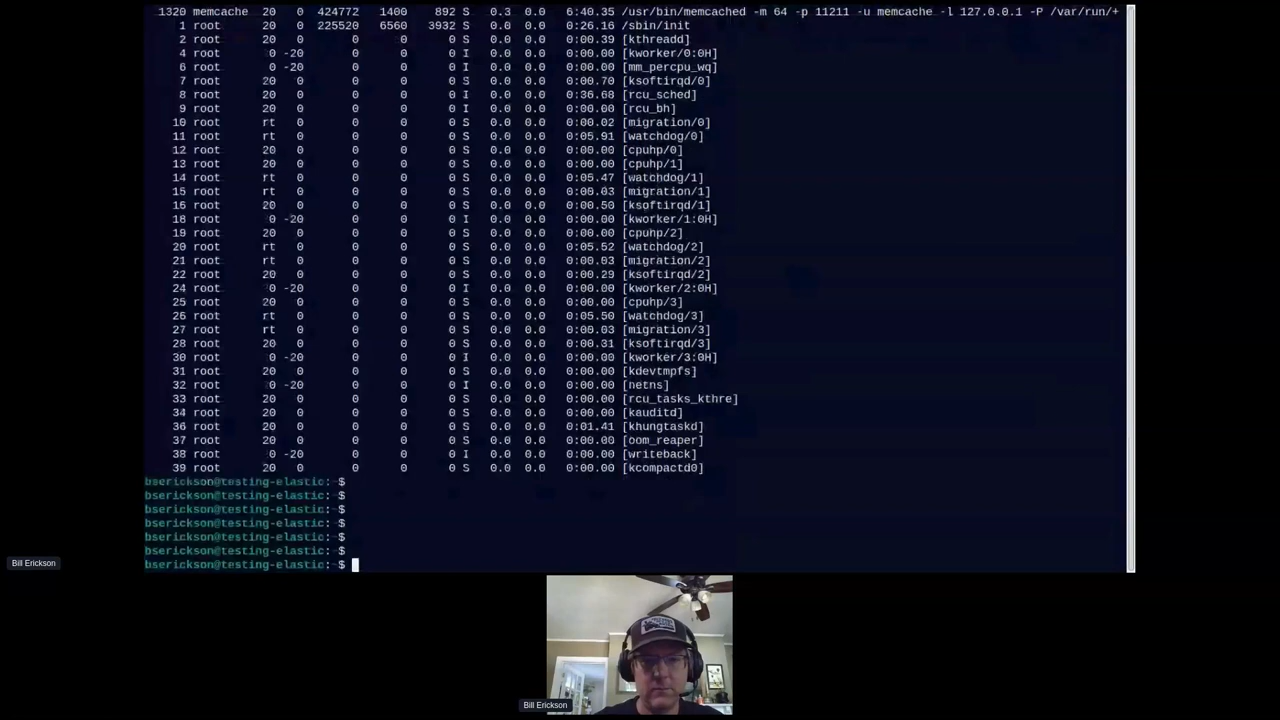 1320 memcache  20   0  424772   1400    892 S   0.3  0.0   6:40.35 /usr/bin/memcached -m 64 -p 11211 -u memcache -l 127.0.0.1 -P /var/run/+
1 root      20   0  225520   6560   3932 S   0.0  0.0   0:26.16 /sbin/init
2 root      20   0       0      0      0 S   0.0  0.0   0:00.39 [kthreadd]
4 root       0 -20       0      0      0 I   0.0  0.0   0:00.00 [kworker/0:0H]
6 root       0 -20       0      0      0 I   0.0  0.0   0:00.00 [mm_percpu_wq]
7 root      20   0       0      0      0 S   0.0  0.0   0:00.70 [ksoftirqd/0]
8 root      20   0       0      0      0 I   0.0  0.0   0:36.68 [rcu_sched]
9 root      20   0       0      0      0 I   0.0  0.0   0:00.00 [rcu_bh]
10 root      rt   0       0      0      0 S   0.0  0.0   0:00.02 [migration/0]
11 root      rt   0       0      0      0 S   0.0  0.0   0:05.91 [watchdog/0]
12 root      20   0       0      0      0 S   0.0  0.0   0:00.00 [cpuhp/0]
13 root      20   0       0      0      0 S   0.0  0.0   0:00.00 [cpuhp/1]
14 root      rt   0       0      0      0 S   0.0  0.0   0:05.47 [watchdog/1]
15 root      rt   0       0      0      0 S   0.0  0.0   0:00.03 [migration/1]
16 root      20   0       0      0      0 S   0.0  0.0   0:00.50 [ksoftirqd/1]
18 root       0 -20       0      0      0 I   0.0  0.0   0:00.00 [kworker/1:0H]
19 root      20   0       0      0      0 S   0.0  0.0   0:00.00 [cpuhp/2]
20 root      rt   0       0      0      0 S   0.0  0.0   0:05.52 [watchdog/2]
21 root      rt   0       0      0      0 S   0.0  0.0   0:00.03 [migration/2]
22 root      20   0       0      0      0 S   0.0  0.0   0:00.29 [ksoftirqd/2]
24 root       0 -20       0      0      0 I   0.0  0.0   0:00.00 [kworker/2:0H]
25 root      20   0       0      0      0 S   0.0  0.0   0:00.00 [cpuhp/3]
26 root      rt   0       0      0      0 S   0.0  0.0   0:05.50 [watchdog/3]
27 root      rt   0       0      0      0 S   0.0  0.0   0:00.03 [migration/3]
28 root      20   0       0      0      0 S   0.0  0.0   0:00.31 [ksoftirqd/3]
30 root       0 -20       0      0      0 I   0.0  0.0   0:00.00 [kworker/3:0H]
31 root      20   0       0      0      0 S   0.0  0.0   0:00.00 [kdevtmpfs]
32 root       0 -20       0      0      0 I   0.0  0.0   0:00.00 [netns]
33 root      20   0       0      0      0 S   0.0  0.0   0:00.00 [rcu_tasks_kthre]
34 root      20   0       0      0      0 S   0.0  0.0   0:00.00 [kauditd]
36 root      20   0       0      0      0 S   0.0  0.0   0:01.41 [khungtaskd]
37 root      20   0       0      0      0 S   0.0  0.0   0:00.00 [oom_reaper]
38 root       0 -20       0      0      0 I   0.0  0.0   0:00.00 [writeback]
39 root      20   0       0      0      0 S   0.0  0.0   0:00.00 [kcompactd0]
bserickson@testing-elastic:~$
bserickson@testing-elastic:~$
bserickson@testing-elastic:~$
bserickson@testing-elastic:~$
bserickson@testing-elastic:~$
bserickson@testing-elastic:~$
bserickson@testing-elastic:~$
Bill Erickson
Bill Erickson